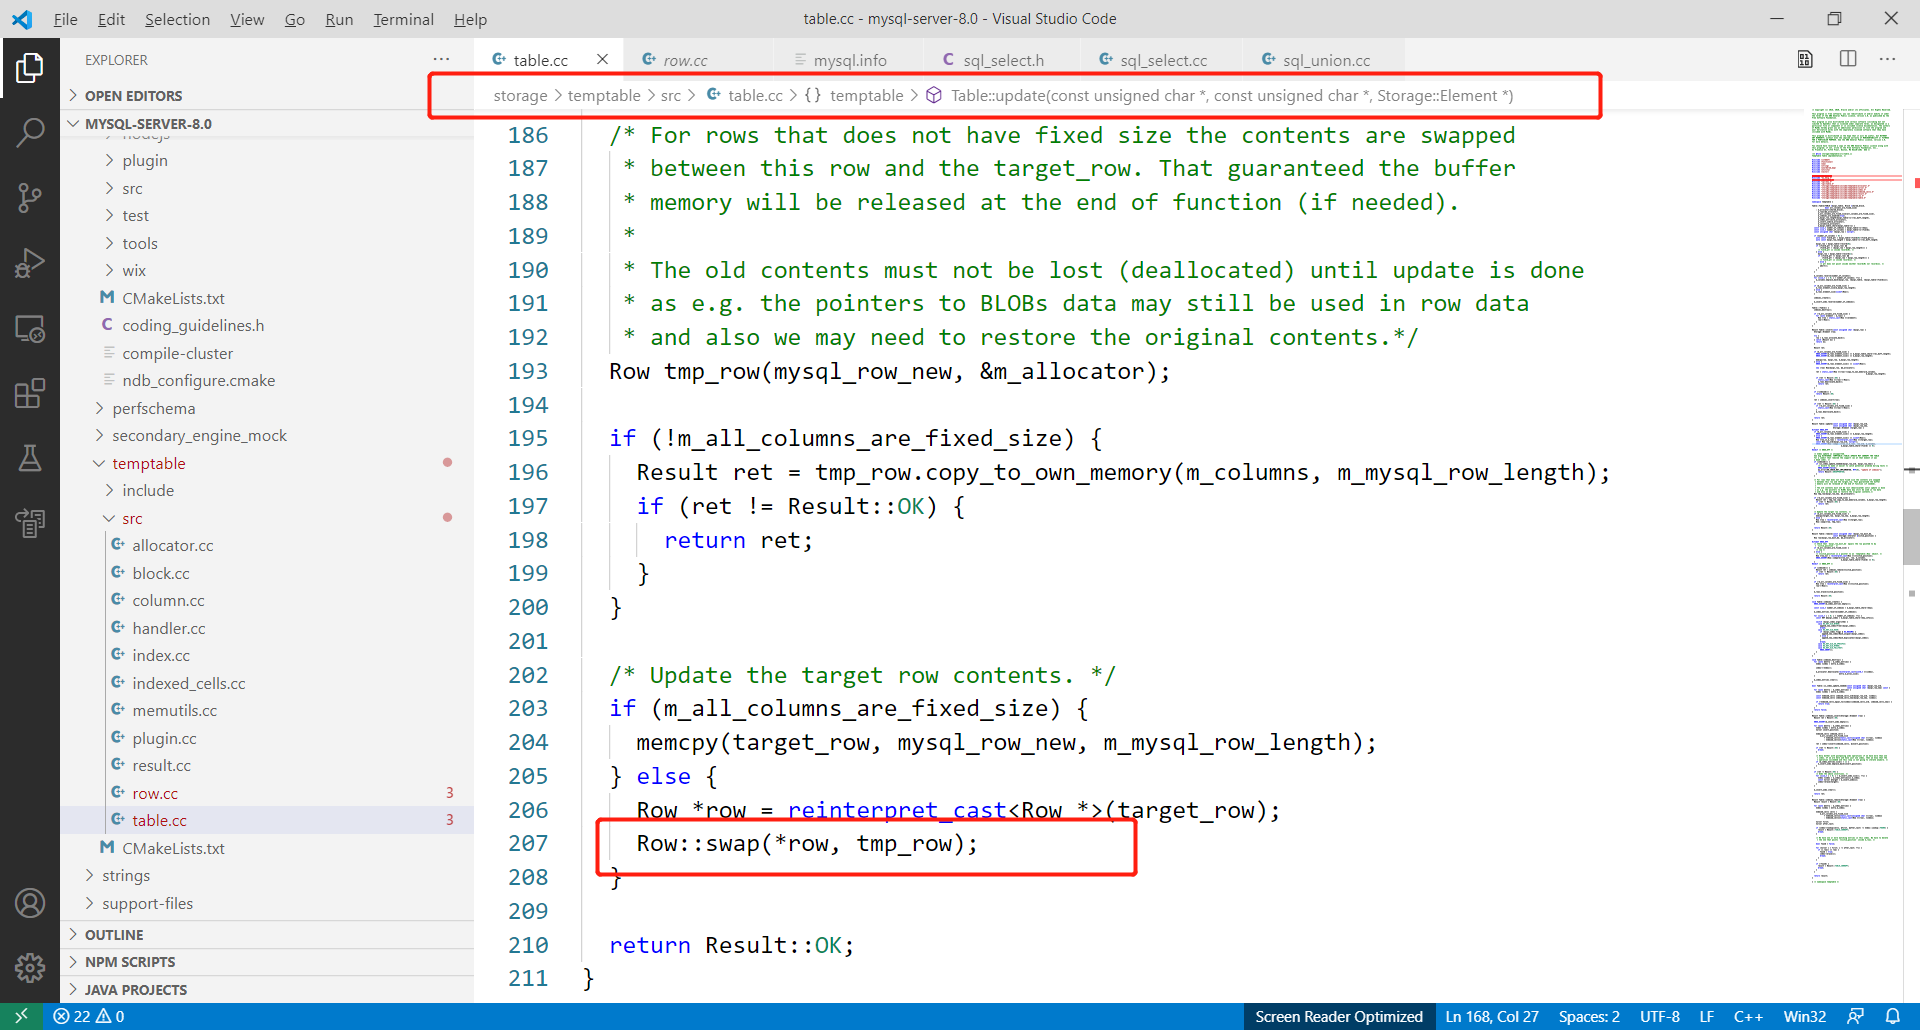 File Edit Selection View Go Run Terminal Help
table.cc - mysql-server-8.0 - Visual Studio Code
EXPLORER
OPEN EDITORS
MYSQL-SERVER-8.0
nodejs
plugin
src
test
tools
wix
CMakeLists.txt
coding_guidelines.h
compile-cluster
ndb_configure.cmake
perfschema
secondary_engine_mock
temptable
include
src
allocator.cc
block.cc
column.cc
handler.cc
index.cc
indexed_cells.cc
memutils.cc
plugin.cc
result.cc
row.cc 3
table.cc 3
CMakeLists.txt
strings
support-files
OUTLINE
NPM SCRIPTS
JAVA PROJECTS
table.cc row.cc mysql.info sql_select.h sql_select.cc sql_union.cc
storage > temptable > src > table.cc > {} temptable > Table::update(const unsigned char *, const unsigned char *, Storage::Element *)
186 /* For rows that does not have fixed size the contents are swapped
187 * between this row and the target_row. That guaranteed the buffer
188 * memory will be released at the end of function (if needed).
189 *
190 * The old contents must not be lost (deallocated) until update is done
191 * as e.g. the pointers to BLOBs data may still be used in row data
192 * and also we may need to restore the original contents.*/
193 Row tmp_row(mysql_row_new, &m_allocator);
194
195 if (!m_all_columns_are_fixed_size) {
196 Result ret = tmp_row.copy_to_own_memory(m_columns, m_mysql_row_length);
197 if (ret != Result::OK) {
198 return ret;
199 }
200 }
201
202 /* Update the target row contents. */
203 if (m_all_columns_are_fixed_size) {
204 memcpy(target_row, mysql_row_new, m_mysql_row_length);
205 } else {
206 Row *row = reinterpret_cast<Row *>(target_row);
207 Row::swap(*row, tmp_row);
208 }
209
210 return Result::OK;
211 }
22 0
Screen Reader Optimized Ln 168, Col 27 Spaces: 2 UTF-8 LF C++ Win32